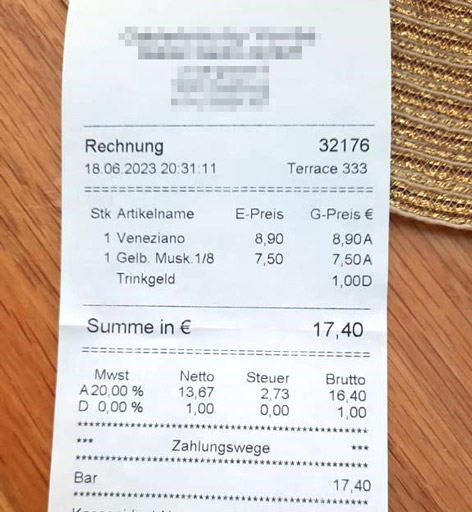 Rechnung 32176
18.06.2023 20:31:11 Terrace 333
===================================
Stk Artikelname E-Preis G-Preis €
1 Veneziano 8,90 8,90A
1 Gelb. Musk.1/8 7,50 7,50A
Trinkgeld 1,00D
Summe in € 17,40
===================================
Mwst Netto Steuer Brutto
A20,00 % 13,67 2,73 16,40
D 0,00 % 1,00 0,00 1,00
***********************************
*** Zahlungswege ***
***********************************
Bar 17,40
***********************************